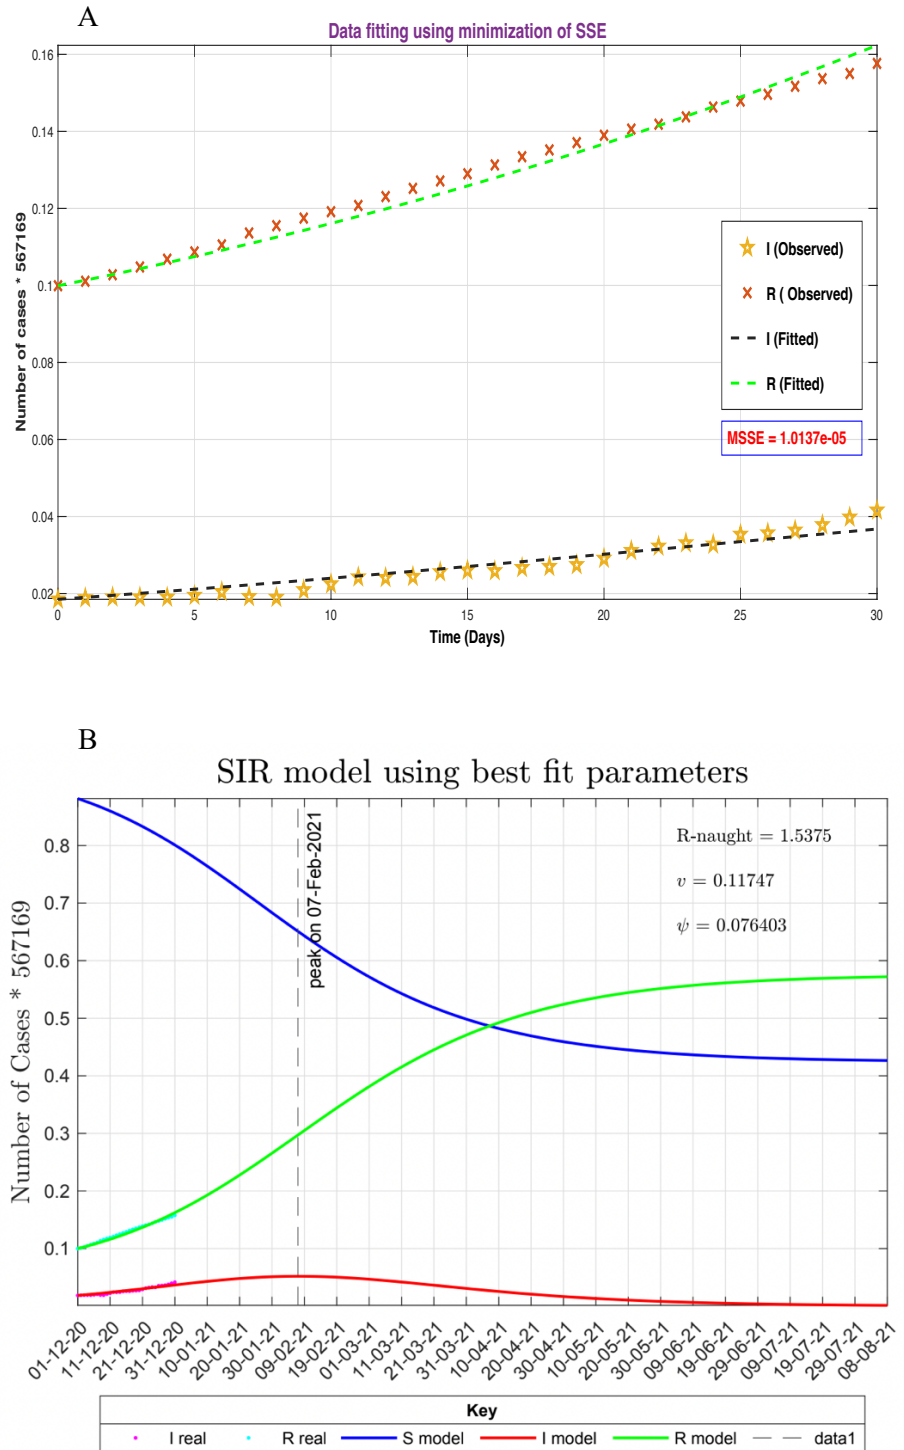 A
Data fitting using minimization of SSE
0.16
0.14
0.12
0.1
0.08
0.06
0.04
0.02
Number of cases * 567169
I (Observed)
R ( Observed)
I (Fitted)
R (Fitted)
MSSE = 1.0137e-05
0 5 10 15 20 25 30
Time (Days)
B
SIR model using best fit parameters
0.8
0.7
0.6
0.5
0.4
0.3
0.2
0.1
Number of Cases * 567169
peak on 07-Feb-2021
R-naught = 1.5375
v = 0.11747
ψ = 0.076403
01-12-20 11-12-20 21-12-20 31-12-20 10-01-21 20-01-21 30-01-21 09-02-21 19-02-21 01-03-21 11-03-21 21-03-21 31-03-21 10-04-21 20-04-21 30-04-21 10-05-21 20-05-21 30-05-21 09-06-21 19-06-21 29-06-21 09-07-21 19-07-21 29-07-21 08-08-21
Key
I real R real S model I model R model data1